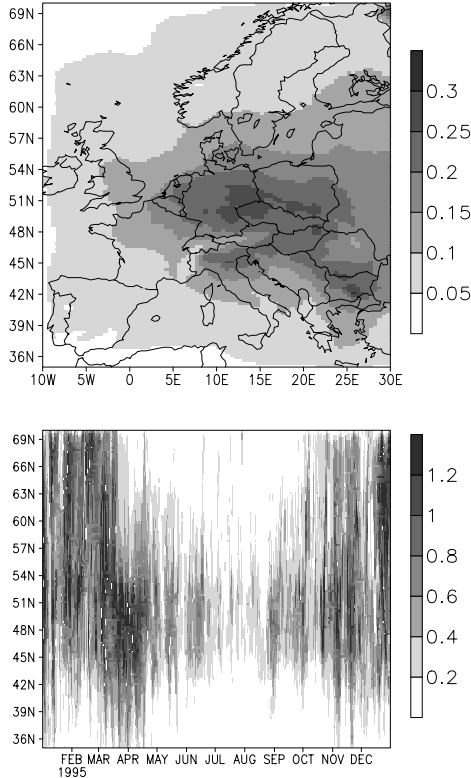 69N
66N
63N
60N
57N
54N
51N
48N
45N
42N
39N
36N
10W 5W 0 5E 10E 15E 20E 25E 30E
0.3
0.25
0.2
0.15
0.1
0.05
69N
66N
63N
60N
57N
54N
51N
48N
45N
42N
39N
36N
FEB MAR APR MAY JUN JUL AUG SEP OCT NOV DEC
1995
1.2
1
0.8
0.6
0.4
0.2